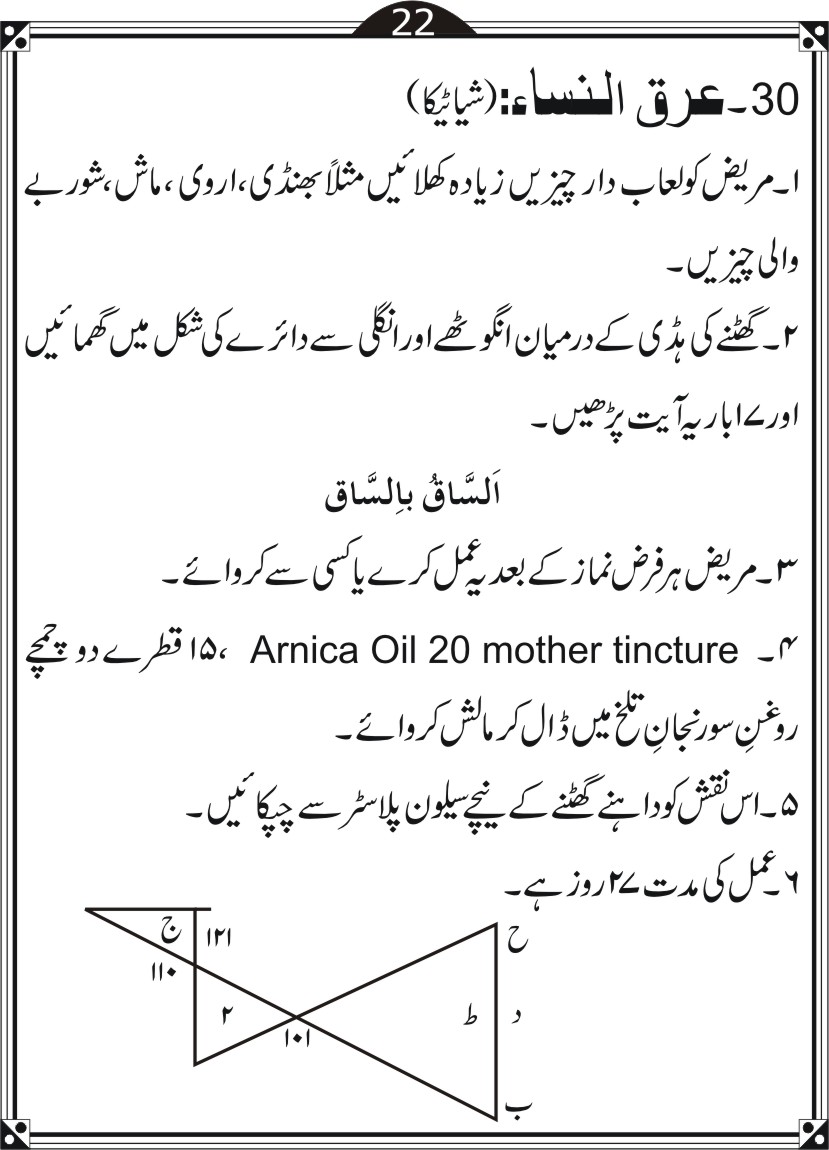 22
30۔عرق النساء:(شیاٹیکا)
۱۔مریض کو لعاب دار چیزیں زیادہ کھلائیں مثلاً بھنڈی،اروی ، ماش،شوربے
والی چیزیں۔
۲۔گھٹنے کی ہڈی کے درمیان انگوٹھے اور انگلی سے دائرے کی شکل میں گھمائیں
اور ۱۷ بار یہ آیت پڑھیں۔
اَلسَّاقُ بالِسَّاق
۳۔مریض ہر فرض نماز کے بعد یہ عمل کرے یا کسی سے کروائے۔
۴۔ Arnica Oil 20 mother tincture ،۱۵ قطرے دو چمچے
روغنِ سورنجانِ تلخ میں ڈال کر مالش کروائے۔
۵۔اس نقش کو داہنے گھٹنے کے نیچے سیلون پلاسٹر سے چپکائیں۔
۶۔عمل کی مدت ۲۷ روز ہے۔
ج ۱۲۱ ح
۱۱۰
۲ ط د
۱۰۱
ب